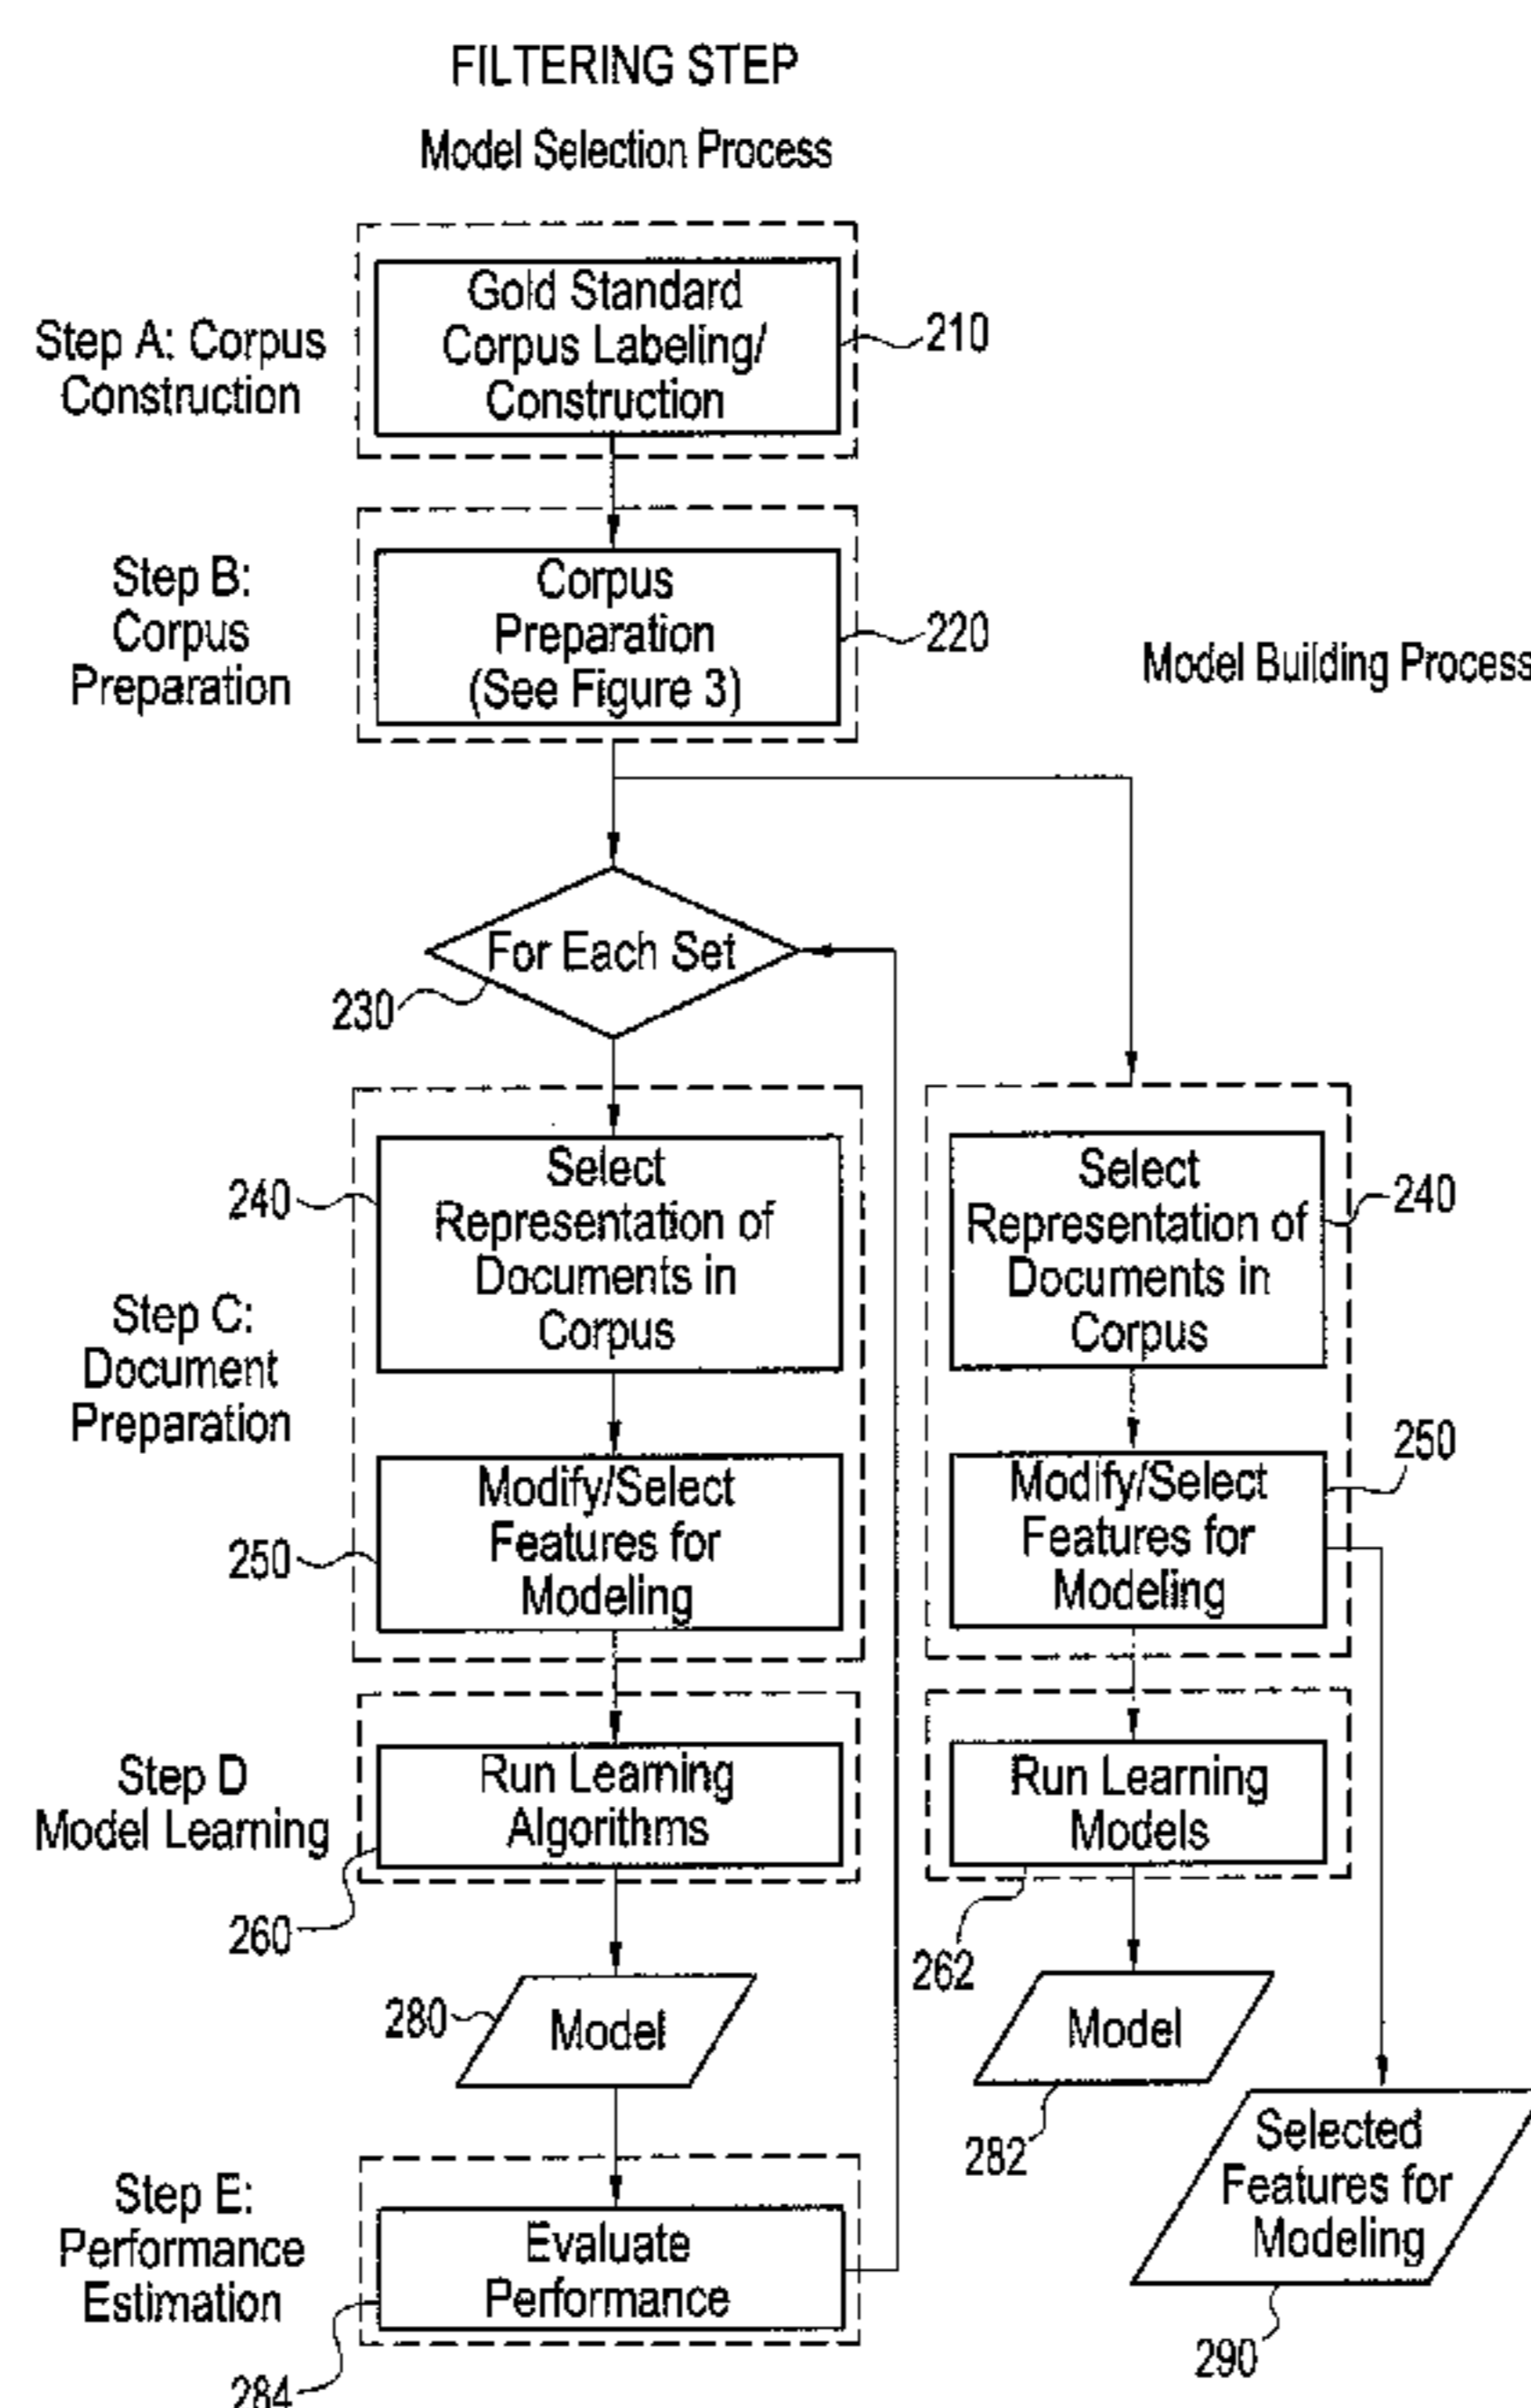 FILTERING STEP
Model Selection Process
Step A: Corpus
Construction
Gold Standard
Corpus Labeling/
Construction
210
Step B:
Corpus
Preparation
Corpus
Preparation
(See Figure 3)
220
Model Building Process
For Each Set
230
Step C:
Document
Preparation
240
Select
Representation of
Documents in
Corpus
250
Modify/Select
Features for
Modeling
Select
Representation of
Documents in
Corpus
240
Modify/Select
Features for
Modeling
250
Step D
Model Learning
Run Learning
Algorithms
260
Run Learning
Models
262
280
Model
Model
282
Selected
Features for
Modeling
290
Step E:
Performance
Estimation
Evaluate
Performance
284